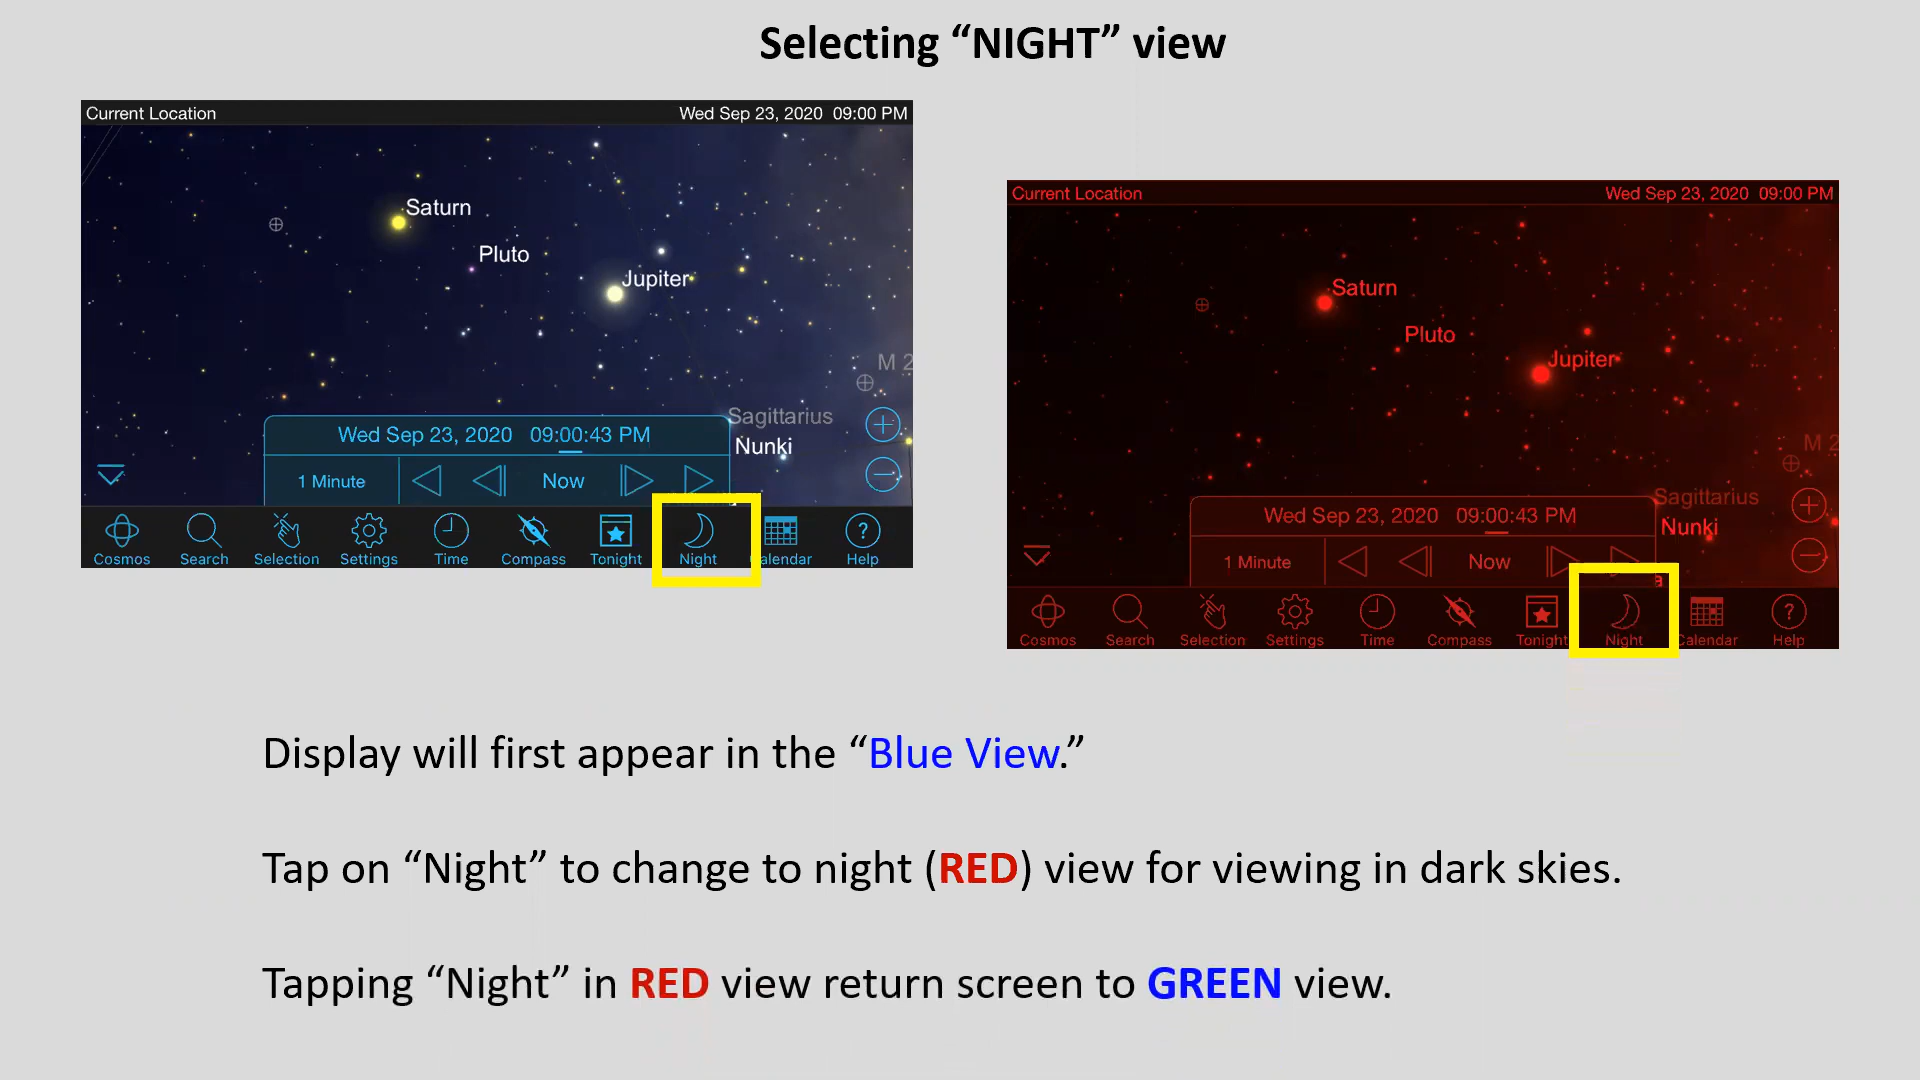 Selecting “NIGHT” view
Current Location Wed Sep 23, 2020 09:00 PM
Saturn
Pluto
Jupiter
M 2
Sagittarius
Wed Sep 23, 2020 09:00:43 PM
Nunki
1 Minute Now
Cosmos Search Selection Settings Time Compass Tonight Night alendar Help
Current Location Wed Sep 23, 2020 09:00 PM
Saturn
Pluto
Jupiter
M 2
Sagittarius
Wed Sep 23, 2020 09:00:43 PM
Nunki
1 Minute Now
Cosmos Search Selection Settings Time Compass Tonight Night Calendar Help
Display will first appear in the “Blue View.”
Tap on “Night” to change to night (RED) view for viewing in dark skies.
Tapping “Night” in RED view return screen to GREEN view.